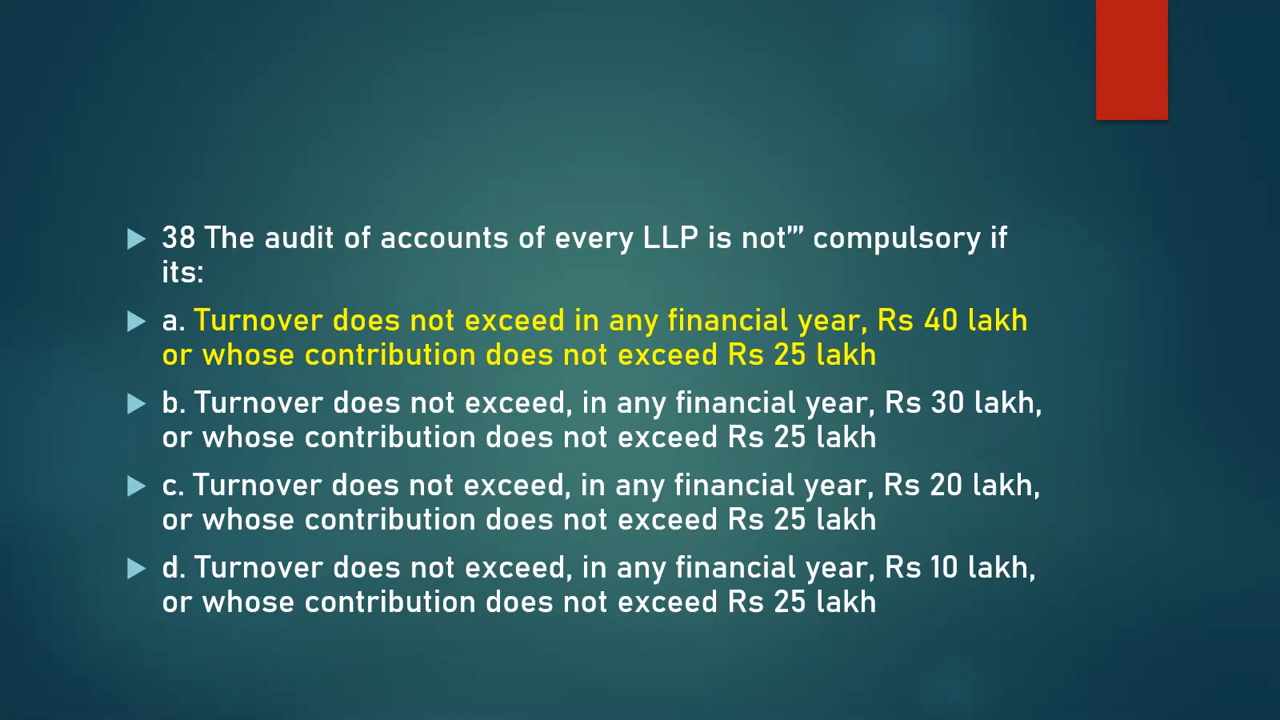 38 The audit of accounts of every LLP is not”’ compulsory if
its:
a. Turnover does not exceed in any financial year, Rs 40 lakh
or whose contribution does not exceed Rs 25 lakh
b. Turnover does not exceed, in any financial year, Rs 30 lakh,
or whose contribution does not exceed Rs 25 lakh
c. Turnover does not exceed, in any financial year, Rs 20 lakh,
or whose contribution does not exceed Rs 25 lakh
d. Turnover does not exceed, in any financial year, Rs 10 lakh,
or whose contribution does not exceed Rs 25 lakh